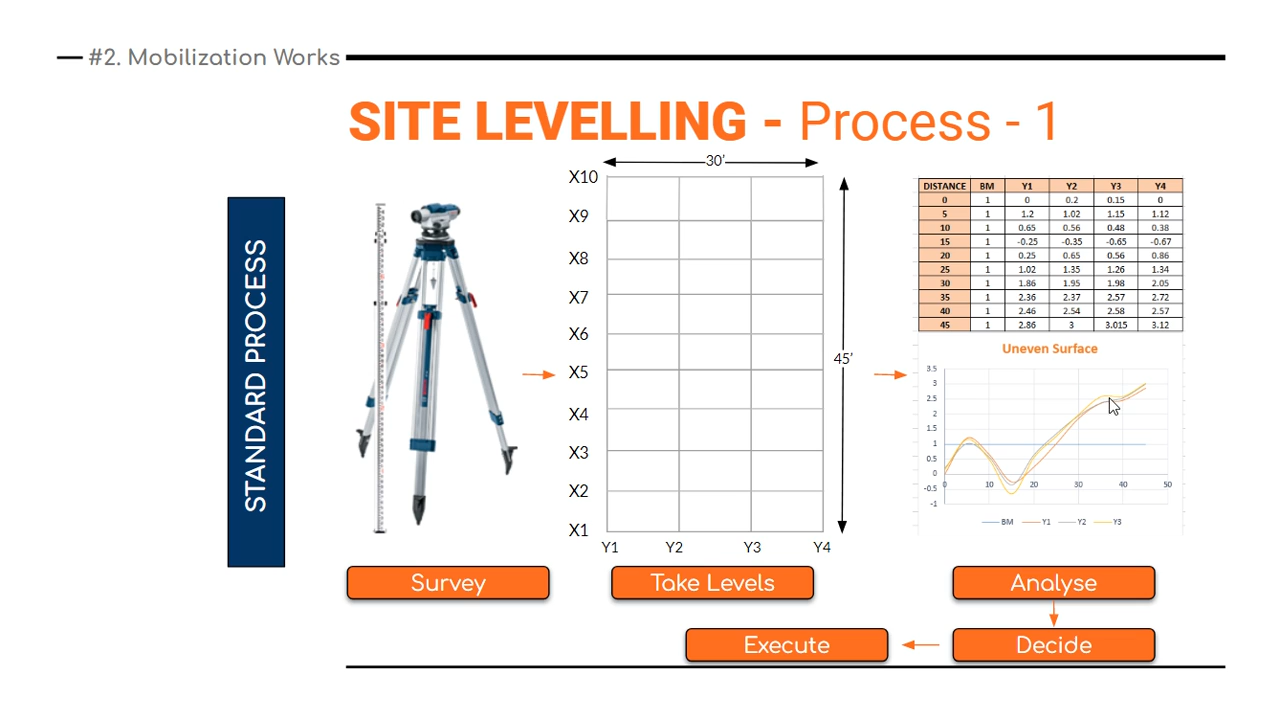 #2. Mobilization Works
SITE LEVELLING - Process - 1
STANDARD PROCESS
30'
X10
X9
X8
X7
X6
X5
X4
X3
X2
X1
Y1 Y2 Y3 Y4
45'
DISTANCE BM Y1 Y2 Y3 Y4
0 1 0 0.2 0.15 0
5 1 1.2 1.02 1.15 1.12
10 1 0.65 0.56 0.48 0.38
15 1 -0.25 -0.35 -0.65 -0.67
20 1 0.25 0.65 0.56 0.86
25 1 1.02 1.35 1.26 1.34
30 1 1.86 1.95 1.98 2.05
35 1 2.36 2.37 2.57 2.72
40 1 2.46 2.54 2.58 2.57
45 1 2.86 3 3.015 3.12
Uneven Surface
3.5
3
2.5
2
1.5
1
0.5
0
-0.5
-1
0 10 20 30 40 50
BM Y1 Y2 Y3
Survey
Take Levels
Analyse
Decide
Execute